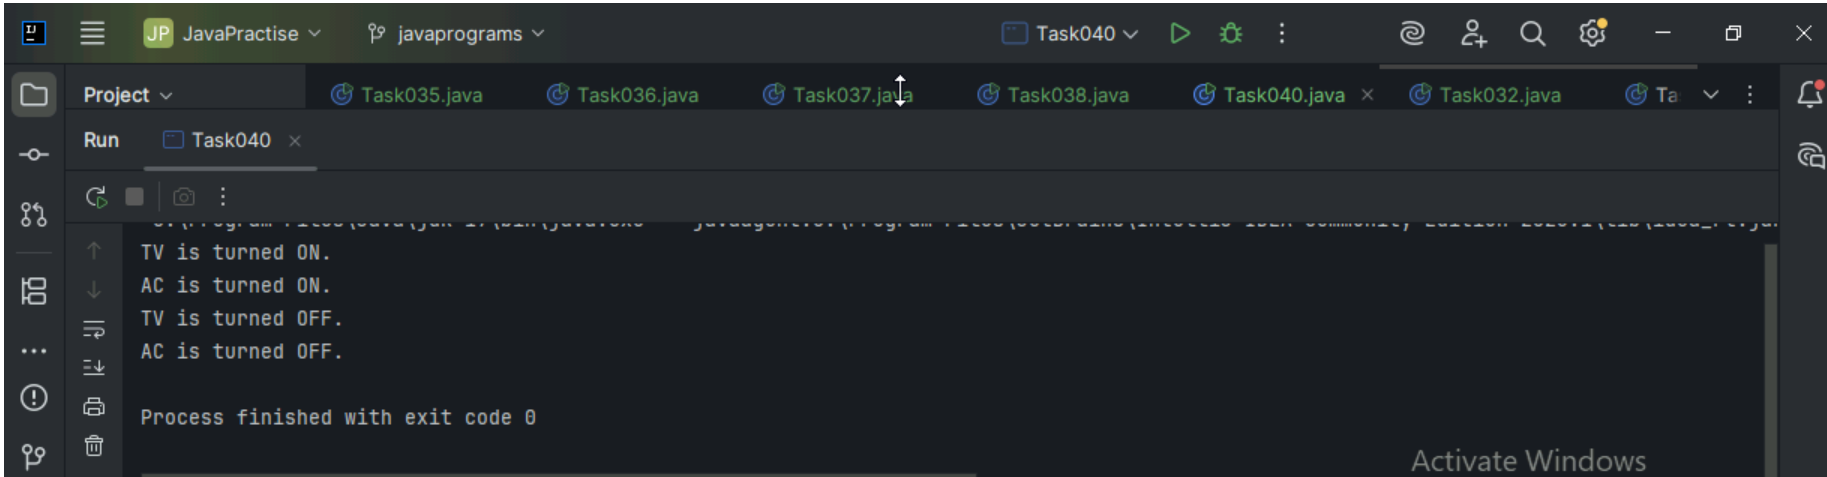 JP JavaPractise javaprograms Task040
Project Task035.java Task036.java Task037.java Task038.java Task040.java Task032.java Ta
Run Task040
TV is turned ON.
AC is turned ON.
TV is turned OFF.
AC is turned OFF.
Process finished with exit code 0
Activate Windows